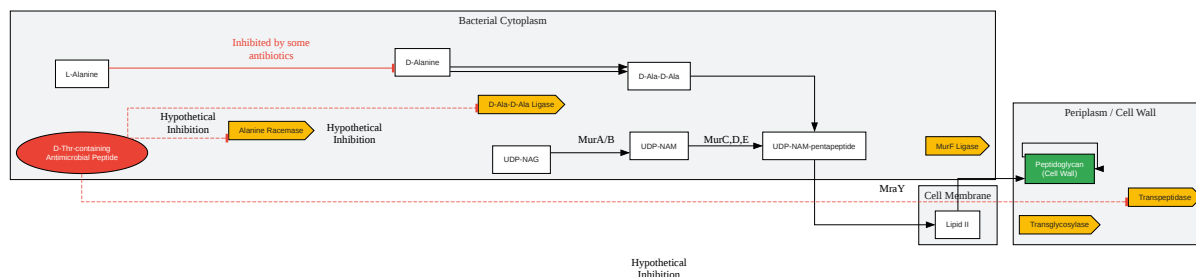 Bacterial Cytoplasm
Inhibited by some
antibiotics
L-Alanine
D-Alanine
D-Ala-D-Ala
D-Ala-D-Ala Ligase
Hypothetical
Inhibition
Alanine Racemase
Hypothetical
Inhibition
D-Thr-containing
Antimicrobial Peptide
UDP-NAG
MurA/B
UDP-NAM
MurC,D,E
UDP-NAM-pentapeptide
MurF Ligase
Periplasm / Cell Wall
Peptidoglycan
(Cell Wall)
MraY
Cell Membrane
Transpeptidase
Lipid II
Transglycosylase
Hypothetical
Inhibition